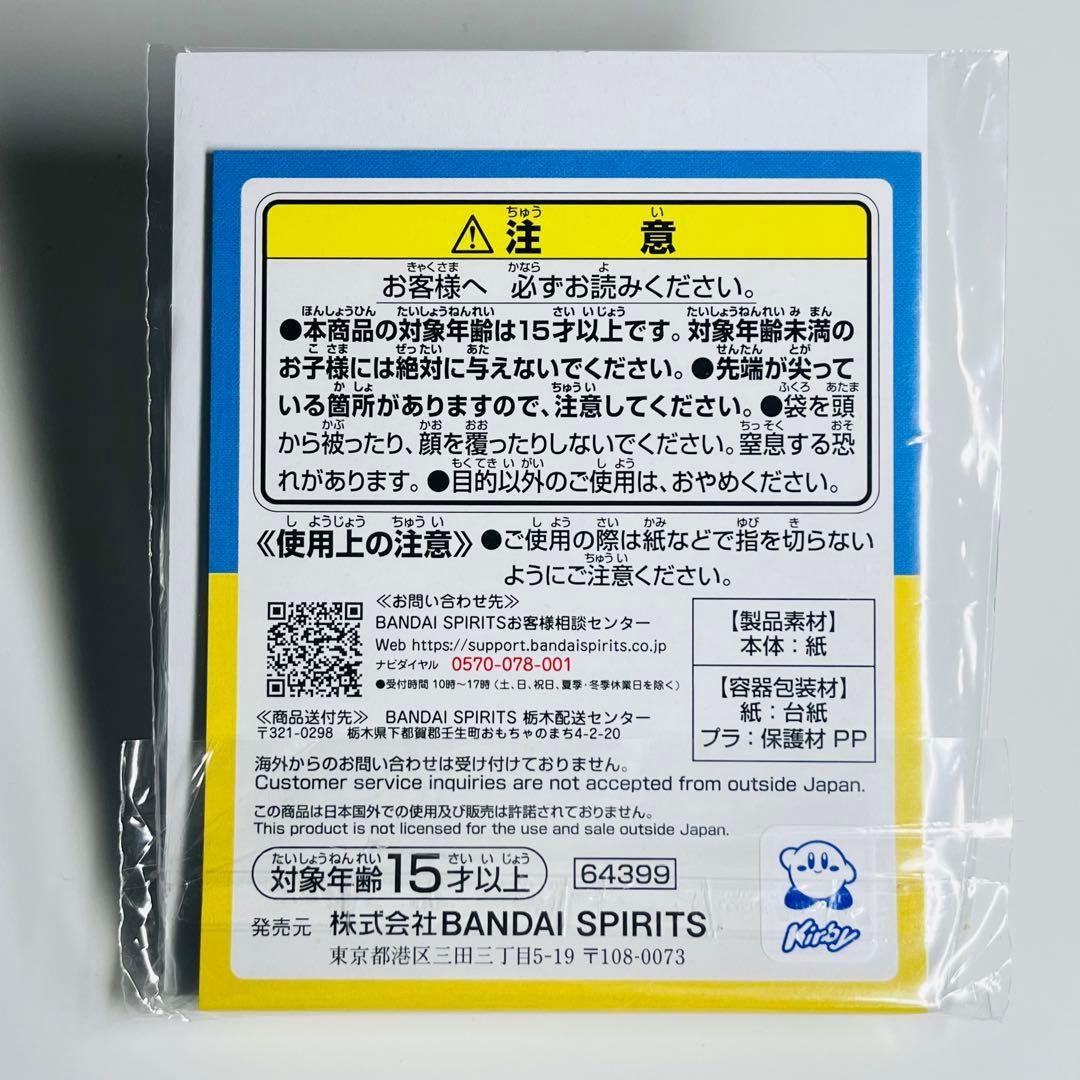 ⚠注意
お客様へ 必ずお読みください。
●本商品の対象年齢は15才以上です。対象年齢未満の
お子様には絶対に与えないでください。●先端が尖って
いる箇所がありますので、注意してください。●袋を頭
から被ったり、顔を覆ったりしないでください。窒息する恐
れがあります。●目的以外のご使用は、おやめください。
《使用上の注意》●ご使用の際は紙などで指を切らない
ようにご注意ください。
≪お問い合わせ先≫
BANDAI SPIRITSお客様相談センター
Web https://support.bandaispirits.co.jp
ナビダイヤル 0570-078-001
●受付時間 10時〜17時(土、日、祝日、夏季・冬季休業日を除く)
≪商品送付先≫ BANDAI SPIRITS 栃木配送センター
〒321-0298 栃木県下都賀郡壬生町おもちゃのまち4-2-20
【製品素材】
本体:紙
【容器包装材】
紙:台紙
プラ:保護材 PP
海外からのお問い合わせは受け付けておりません。
Customer service inquiries are not accepted from outside Japan.
この商品は日本国外での使用及び販売は許諾されておりません。
This product is not licensed for the use and sale outside Japan.
対象年齢15才以上
64399
発売元 株式会社BANDAI SPIRITS
東京都港区三田三丁目5-19 〒108-0073
Kirby